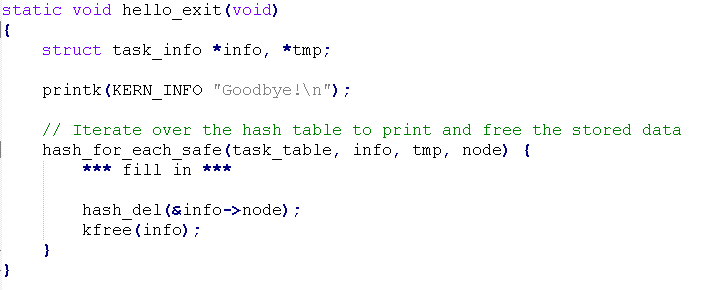 static void hello_exit(void)
{
    struct task_info *info, *tmp;

    printk(KERN_INFO "Goodbye!\n");

    // Iterate over the hash table to print and free the stored data
    hash_for_each_safe(task_table, info, tmp, node) {
        *** fill in ***

        hash_del(&info->node);
        kfree(info);
    }
}